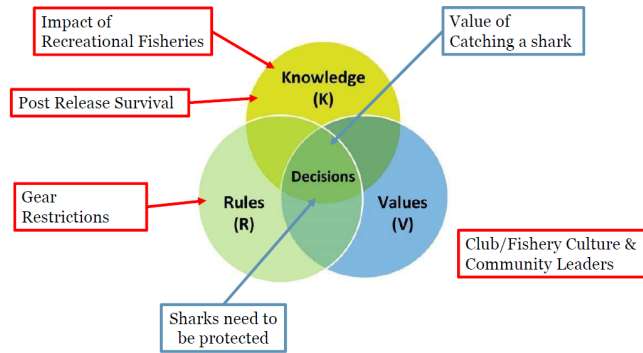 Impact of
Recreational Fisheries
Value of
Catching a shark
Knowledge
(K)
Post Release Survival
Decisions
Gear
Restrictions
Rules
(R)
Values
(V)
Club/Fishery Culture &
Community Leaders
Sharks need to
be protected